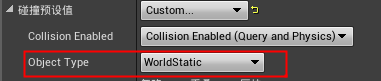 碰撞预设值 Custom...
Collision Enabled Collision Enabled (Query and Physics)
Object Type WorldStatic